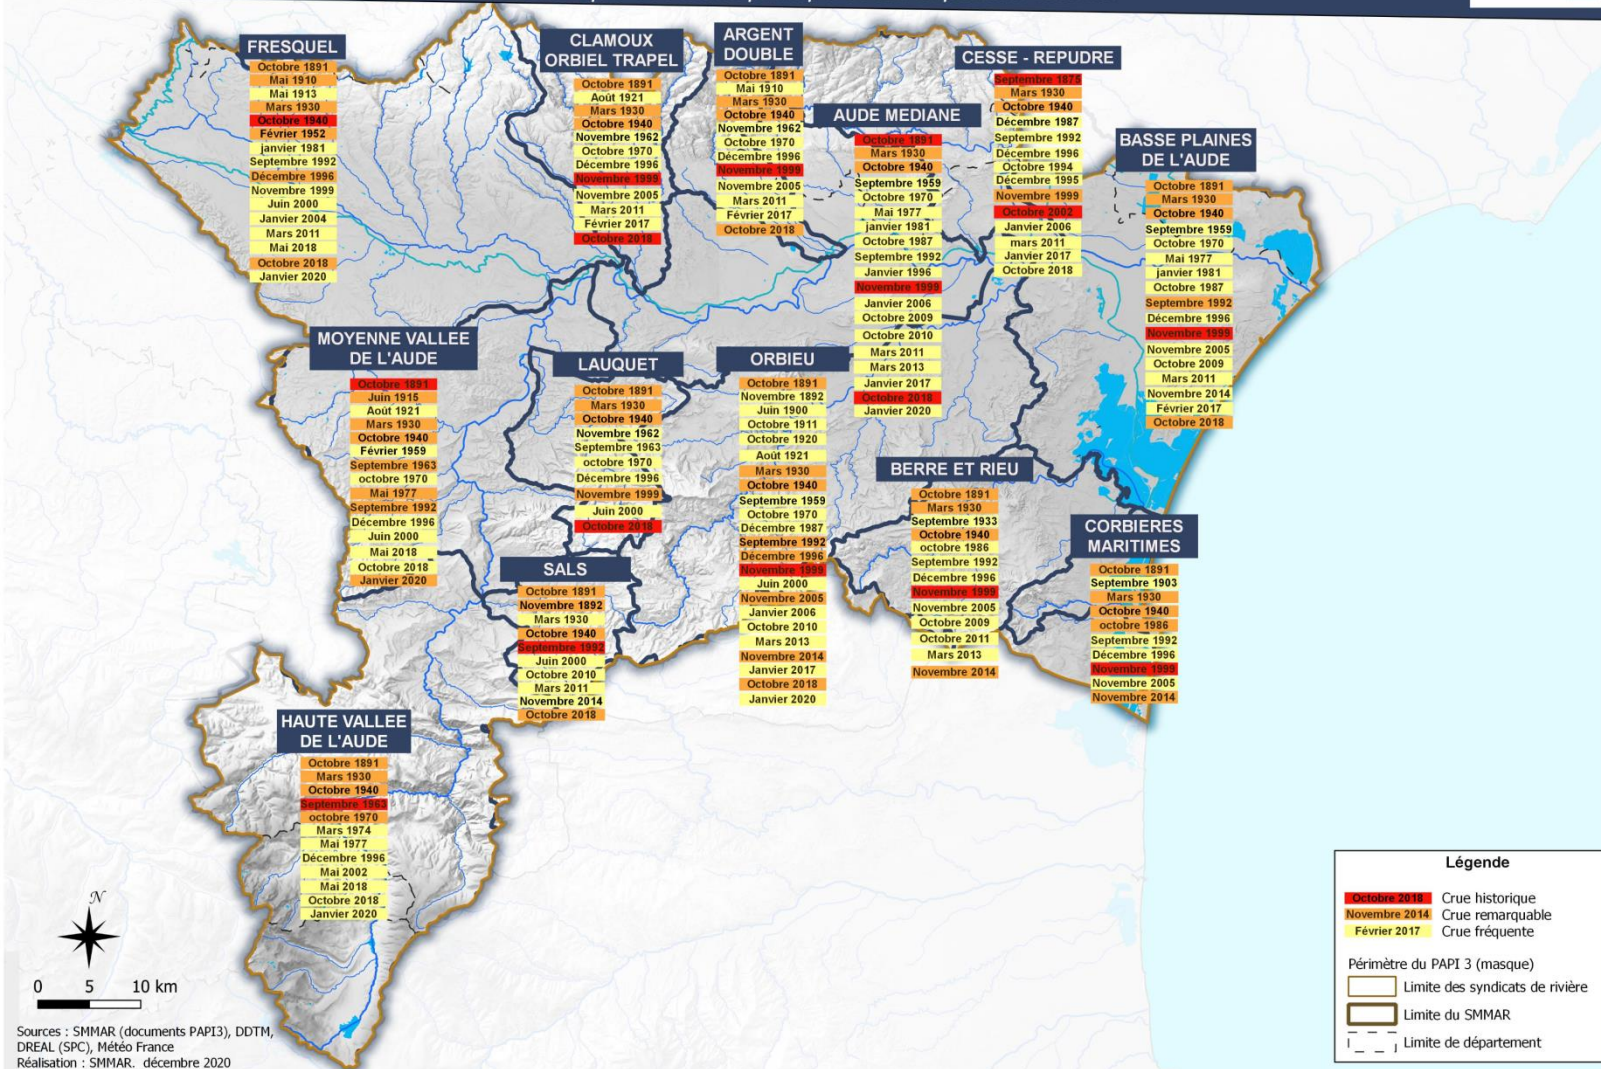 FRESQUEL
Octobre 1891
Mai 1910
Mai 1913
Mars 1930
Octobre 1940
Février 1952
janvier 1981
Septembre 1992
Décembre 1996
Novembre 1999
Juin 2000
Janvier 2004
Mars 2011
Mai 2018
Octobre 2018
Janvier 2020
CLAMOUX
ORBIEL TRAPEL
Octobre 1891
Août 1921
Mars 1930
Octobre 1940
Novembre 1962
Octobre 1970
Décembre 1996
Novembre 1999
Novembre 2005
Mars 2011
Février 2017
Octobre 2018
ARGENT
DOUBLE
Octobre 1891
Mai 1910
Mars 1930
Octobre 1940
Novembre 1962
Octobre 1970
Décembre 1996
Novembre 1999
Novembre 2005
Mars 2011
Février 2017
Octobre 2018
AUDE MEDIANE
Octobre 1891
Mars 1930
Octobre 1940
Septembre 1959
Octobre 1970
Mai 1977
janvier 1981
Octobre 1987
Septembre 1992
Janvier 1996
Novembre 1999
Janvier 2006
Octobre 2009
Octobre 2010
Mars 2011
Mars 2013
Janvier 2017
Octobre 2018
Janvier 2020
CESSE - REPUDRE
Septembre 1875
Mars 1930
Octobre 1940
Décembre 1987
Septembre 1992
Décembre 1996
Octobre 1994
Décembre 1995
Novembre 1999
Octobre 2002
Janvier 2006
mars 2011
Janvier 2017
Octobre 2018
BASSE PLAINES
DE L'AUDE
Octobre 1891
Mars 1930
Octobre 1940
Septembre 1959
Octobre 1970
Mai 1977
janvier 1981
Octobre 1987
Septembre 1992
Décembre 1996
Novembre 1999
Novembre 2005
Octobre 2009
Mars 2011
Novembre 2014
Février 2017
Octobre 2018
MOYENNE VALLEE
DE L'AUDE
Octobre 1891
Juin 1915
Août 1921
Mars 1930
Octobre 1940
Février 1959
Septembre 1963
octobre 1970
Mai 1977
Septembre 1992
Décembre 1996
Juin 2000
Mai 2018
Octobre 2018
Janvier 2020
LAUQUET
Octobre 1891
Mars 1930
Octobre 1940
Novembre 1962
Septembre 1963
octobre 1970
Décembre 1996
Novembre 1999
Juin 2000
Octobre 2018
ORBIEU
Octobre 1891
Novembre 1892
Juin 1900
Octobre 1911
Octobre 1920
Août 1921
Mars 1930
Octobre 1940
Septembre 1959
Octobre 1970
Décembre 1987
Septembre 1992
Décembre 1996
Novembre 1999
Juin 2000
Novembre 2005
Janvier 2006
Octobre 2010
Mars 2013
Novembre 2014
Janvier 2017
Octobre 2018
Janvier 2020
BERRE ET RIEU
Octobre 1891
Mars 1930
Septembre 1933
Octobre 1940
octobre 1986
Septembre 1992
Décembre 1996
Novembre 1999
Novembre 2005
Octobre 2009
Octobre 2011
Mars 2013
Novembre 2014
CORBIERES
MARITIMES
Octobre 1891
Septembre 1903
Mars 1930
Octobre 1940
octobre 1986
Septembre 1992
Décembre 1996
Novembre 1999
Novembre 2005
Novembre 2014
SALS
Octobre 1891
Novembre 1892
Mars 1930
Octobre 1940
Septembre 1992
Juin 2000
Octobre 2010
Mars 2011
Novembre 2014
Octobre 2018
HAUTE VALLEE
DE L'AUDE
Octobre 1891
Mars 1930
Octobre 1940
Septembre 1963
octobre 1970
Mars 1974
Mai 1977
Décembre 1996
Mai 2002
Mai 2018
Octobre 2018
Janvier 2020
N
0 5 10 km
Sources : SMMAR (documents PAPI3), DDTM,
DREAL (SPC), Météo France
Réalisation : SMMAR, décembre 2020
Légende
Octobre 2018 Crue historique
Novembre 2014 Crue remarquable
Février 2017 Crue fréquente
Périmètre du PAPI 3 (masque)
Limite des syndicats de rivière
Limite du SMMAR
Limite de département